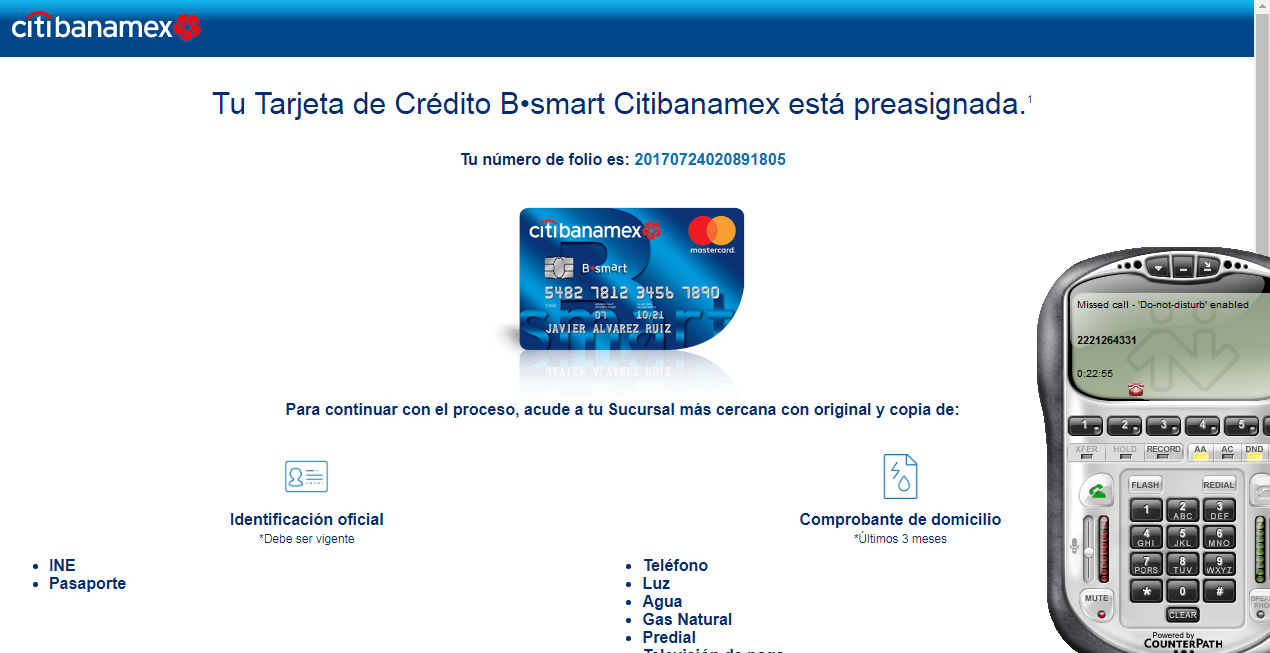 citibanamex
Tu Tarjeta de Crédito B•smart Citibanamex está preasignada.1
Tu número de folio es: 20170724020891805
citibanamex
mastercard.
B•smart
5482 7812 3456 7890
07 10/21
JAVIER ALVAREZ RUIZ
smart
Para continuar con el proceso, acude a tu Sucursal más cercana con original y copia de:
Identificación oficial
*Debe ser vigente
INE
Pasaporte
Comprobante de domicilio
*Últimos 3 meses
Teléfono
Luz
Agua
Gas Natural
Predial
Televisión de paga
Missed call - 'Do-not-disturb' enabled
2221264331
0:22:55
1 2 3 4 5
XFER HOLD RECORD AA AC DND
FLASH REDIAL
1 2 ABC 3 DEF
4 GHI 5 JKL 6 MNO
7 PQRS 8 TUV 9 WXYZ
* 0 #
MUTE
CLEAR
Powered by
COUNTERPATH